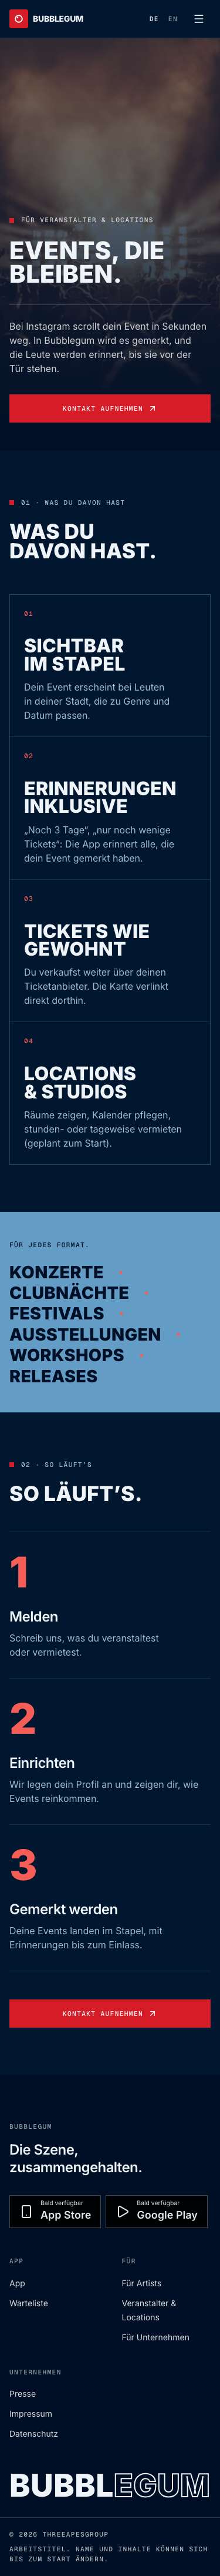 BUBBLEGUM
DE EN
FÜR VERANSTALTER & LOCATIONS
EVENTS, DIE
BLEIBEN.
Bei Instagram scrollt dein Event in Sekunden
weg. In Bubblegum wird es gemerkt, und
die Leute werden erinnert, bis sie vor der
Tür stehen.
KONTAKT AUFNEHMEN
01 · WAS DU DAVON HAST
WAS DU
DAVON HAST.
01
SICHTBAR
IM STAPEL
Dein Event erscheint bei Leuten
in deiner Stadt, die zu Genre und
Datum passen.
02
ERINNERUNGEN
INKLUSIVE
„Noch 3 Tage“, „nur noch wenige
Tickets“: Die App erinnert alle, die
dein Event gemerkt haben.
03
TICKETS WIE
GEWOHNT
Du verkaufst weiter über deinen
Ticketanbieter. Die Karte verlinkt
direkt dorthin.
04
LOCATIONS
& STUDIOS
Räume zeigen, Kalender pflegen,
stunden- oder tageweise vermieten
(geplant zum Start).
FÜR JEDES FORMAT.
KONZERTE
CLUBNÄCHTE
FESTIVALS
AUSSTELLUNGEN
WORKSHOPS
RELEASES
02 · SO LÄUFT'S
SO LÄUFT’S.
1
Melden
Schreib uns, was du veranstaltest
oder vermietest.
2
Einrichten
Wir legen dein Profil an und zeigen dir, wie
Events reinkommen.
3
Gemerkt werden
Deine Events landen im Stapel, mit
Erinnerungen bis zum Einlass.
KONTAKT AUFNEHMEN
BUBBLEGUM
Die Szene,
zusammengehalten.
Bald verfügbar
App Store
Bald verfügbar
Google Play
APP
App
Warteliste
FÜR
Für Artists
Veranstalter &
Locations
Für Unternehmen
UNTERNEHMEN
Presse
Impressum
Datenschutz
BUBBLEGUM
© 2026 THREEAPESGROUP
ARBEITSTITEL. NAME UND INHALTE KÖNNEN SICH
BIS ZUM START ÄNDERN.